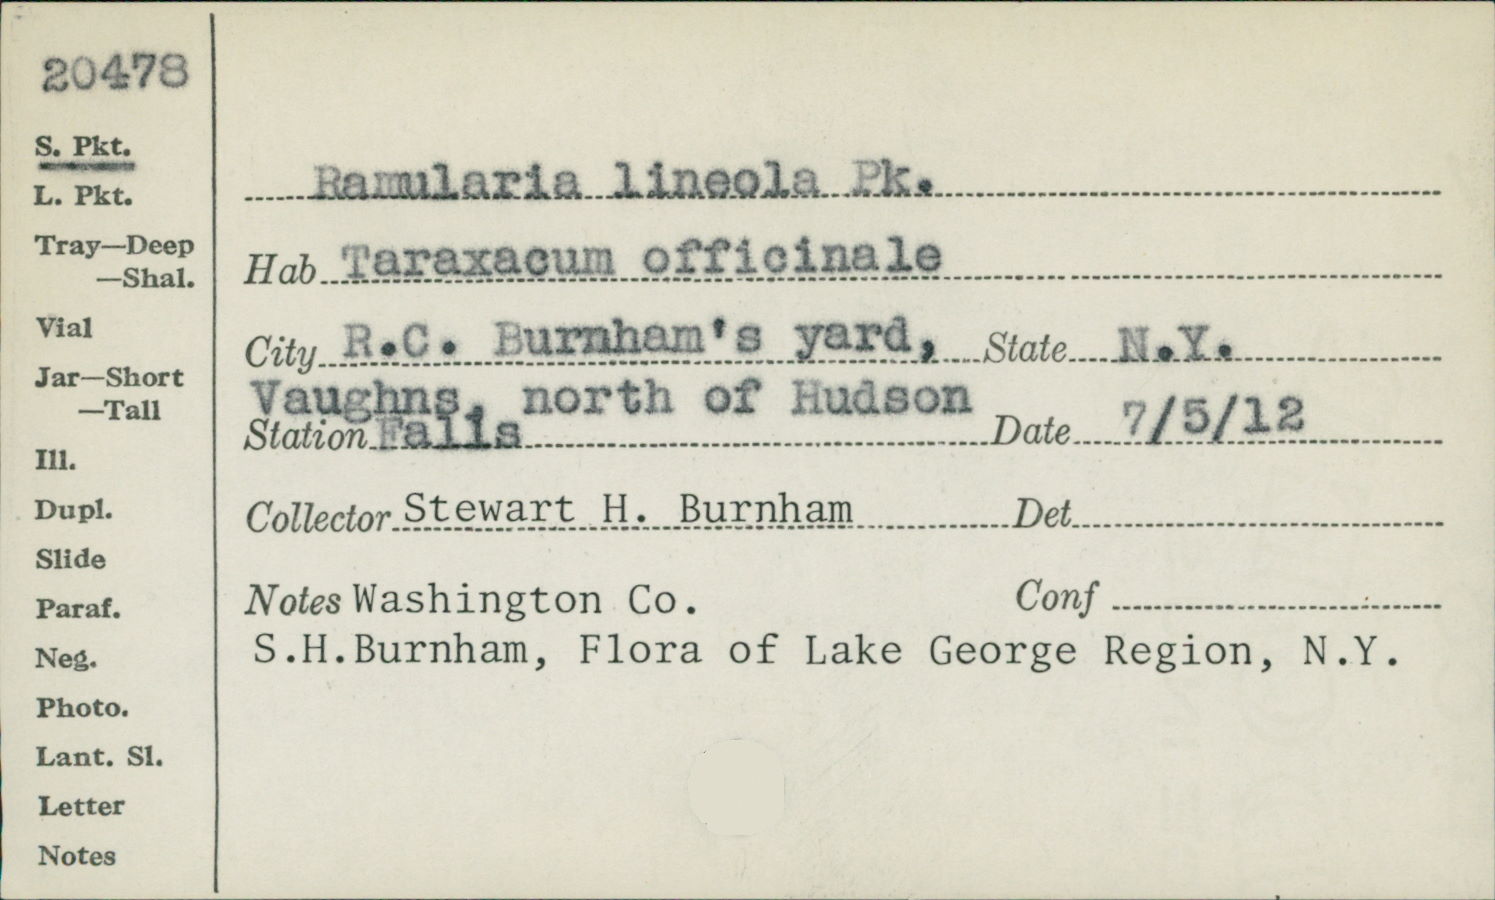 20478
S. Pkt.
L. Pkt.
Tray—Deep
—Shal.
Vial
Jar—Short
—Tall
Ill.
Dupl.
Slide
Paraf.
Neg.
Photo.
Lant. Sl.
Letter
Notes
Ramularia lineola Pk.
Hab Taraxacum officinale
City R.C. Burnham's yard, State N.Y.
Vaughns, north of Hudson
Station Falls Date 7/5/12
Collector Stewart H. Burnham Det
Notes Washington Co. Conf
S.H.Burnham, Flora of Lake George Region, N.Y.